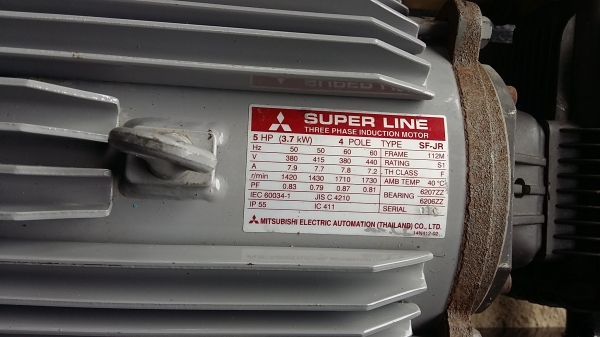 SUPER LINE
THREE PHASE INDUCTION MOTOR
5 HP (3.7 kW) 4 POLE TYPE SF-JR
Hz 50 50 60 60 FRAME 112M
V 380 415 380 440 RATING S1
A 7.9 7.7 7.8 7.2 TH CLASS F
r/min 1420 1430 1710 1730 AMB TEMP 40 °C
PF 0.83 0.79 0.87 0.81 BEARING 6207ZZ
IEC 60034-1 JIS C 4210 6206ZZ
IP 55 IC 411 SERIAL
MITSUBISHI ELECTRIC AUTOMATION (THAILAND) CO., LTD.